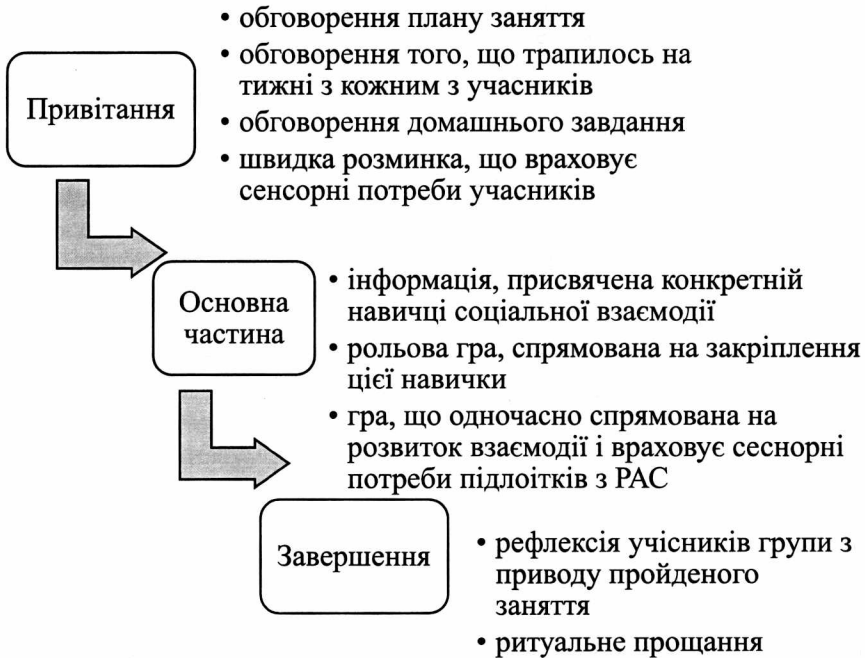 Привітання
• обговорення плану заняття
• обговорення того, що трапилось на
тижні з кожним з учасників
• обговорення домашнього завдання
• швидка розминка, що враховує
сенсорні потреби учасників
Основна
частина
• інформація, присвячена конкретній
навичці соціальної взаємодії
• рольова гра, спрямована на закріплення
цієї навички
• гра, що одночасно спрямована на
розвиток взаємодії і враховує сеснорні
потреби підлоітків з РАС
Завершення
• рефлексія учісників групи з
приводу пройденого
заняття
• ритуальне прощання